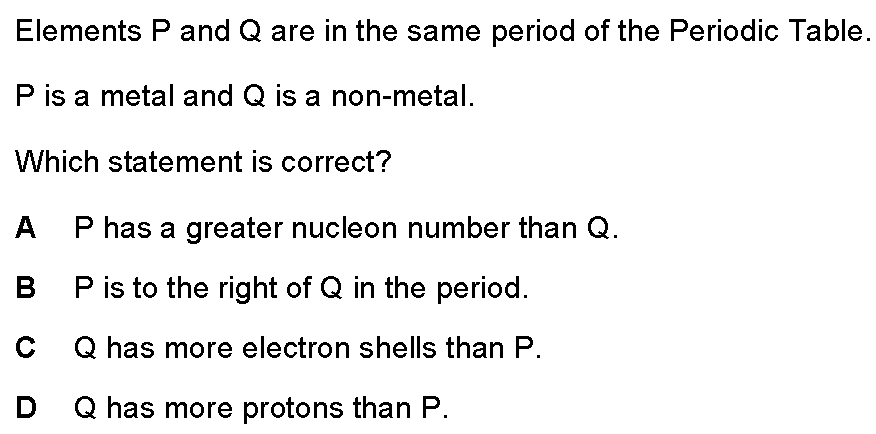 Elements P and Q are in the same period of the Periodic Table.
P is a metal and Q is a non-metal.
Which statement is correct?
A P has a greater nucleon number than Q.
B P is to the right of Q in the period.
C Q has more electron shells than P.
D Q has more protons than P.